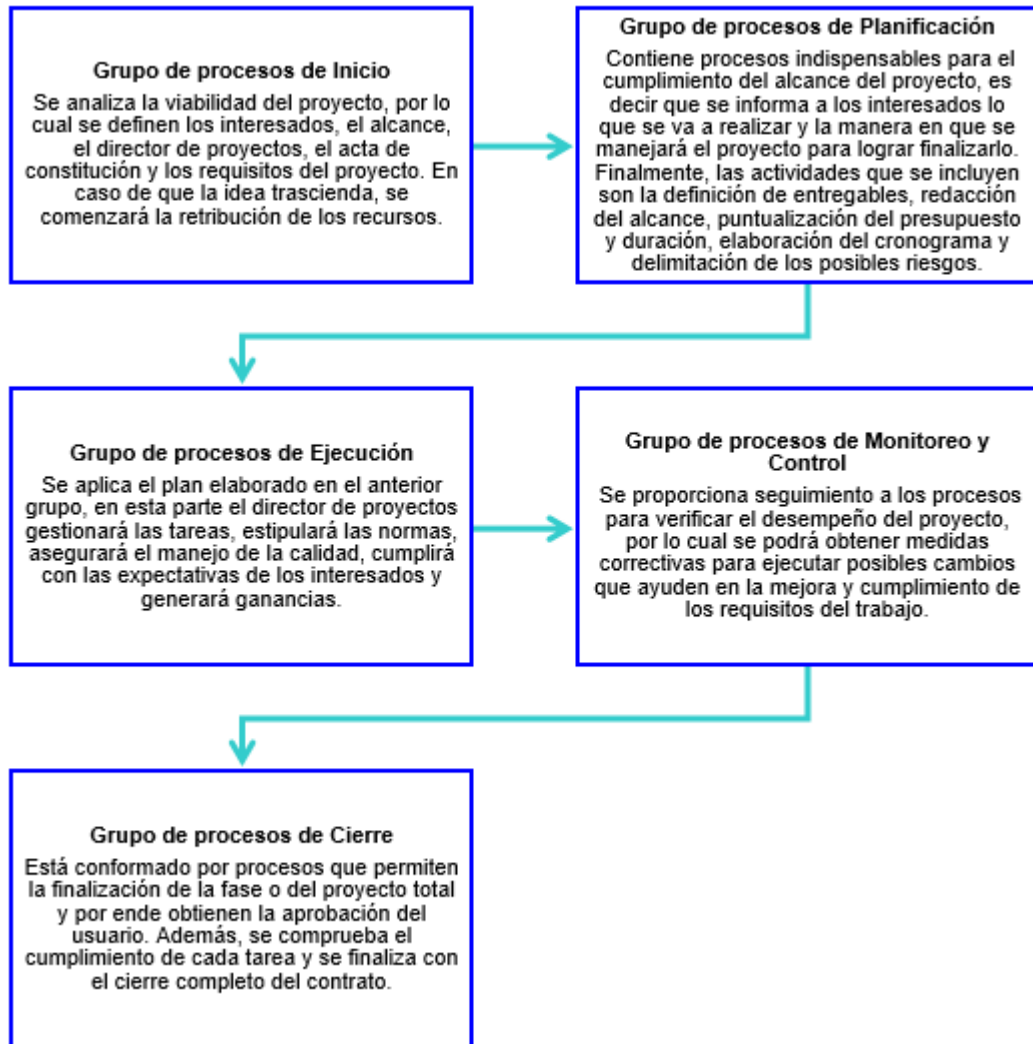 Grupo de procesos de Inicio
Se analiza la viabilidad del proyecto, por lo
cual se definen los interesados, el alcance,
el director de proyectos, el acta de
constitución y los requisitos del proyecto. En
caso de que la idea trascienda, se
comenzará la retribución de los recursos.
Grupo de procesos de Planificación
Contiene procesos indispensables para el
cumplimiento del alcance del proyecto, es
decir que se informa a los interesados lo
que se va a realizar y la manera en que se
manejará el proyecto para lograr finalizarlo.
Finalmente, las actividades que se incluyen
son la definición de entregables, redacción
del alcance, puntualización del presupuesto
y duración, elaboración del cronograma y
delimitación de los posibles riesgos.
Grupo de procesos de Ejecución
Se aplica el plan elaborado en el anterior
grupo, en esta parte el director de proyectos
gestionará las tareas, estipulará las normas,
asegurará el manejo de la calidad, cumplirá
con las expectativas de los interesados y
generará ganancias.
Grupo de procesos de Monitoreo y
Control
Se proporciona seguimiento a los procesos
para verificar el desempeño del proyecto,
por lo cual se podrá obtener medidas
correctivas para ejecutar posibles cambios
que ayuden en la mejora y cumplimiento de
los requisitos del trabajo.
Grupo de procesos de Cierre
Está conformado por procesos que permiten
la finalización de la fase o del proyecto total
y por ende obtienen la aprobación del
usuario. Además, se comprueba el
cumplimiento de cada tarea y se finaliza con
el cierre completo del contrato.